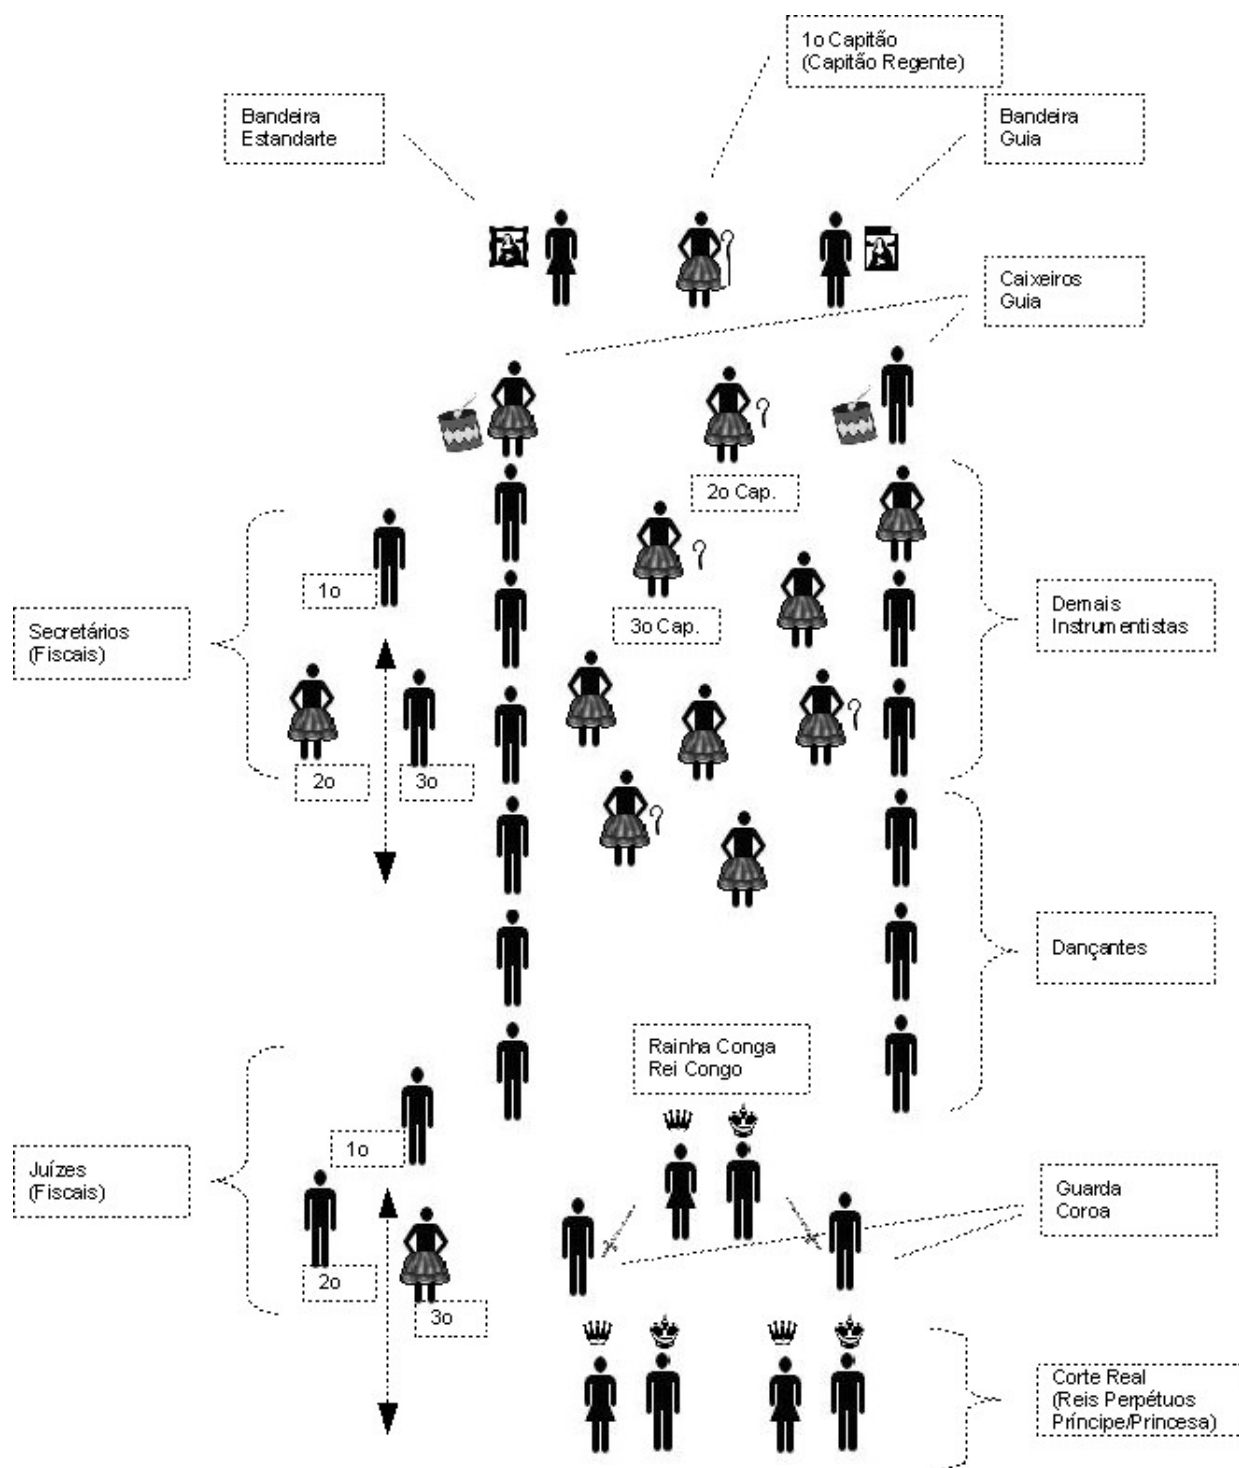 1o Capitão
(Capitão Regente)
Bandeira
Estandarte
Bandeira
Guia
Caixeiros
Guia
2o Cap.
1o
3o Cap.
Secretários
(Fiscais)
Demais
Instrumentistas
2o
3o
Dançantes
Rainha Conga
Rei Congo
1o
Juízes
(Fiscais)
Guarda
Coroa
2o
3o
Corte Real
(Reis Perpétuos
Príncipe/Princesa)